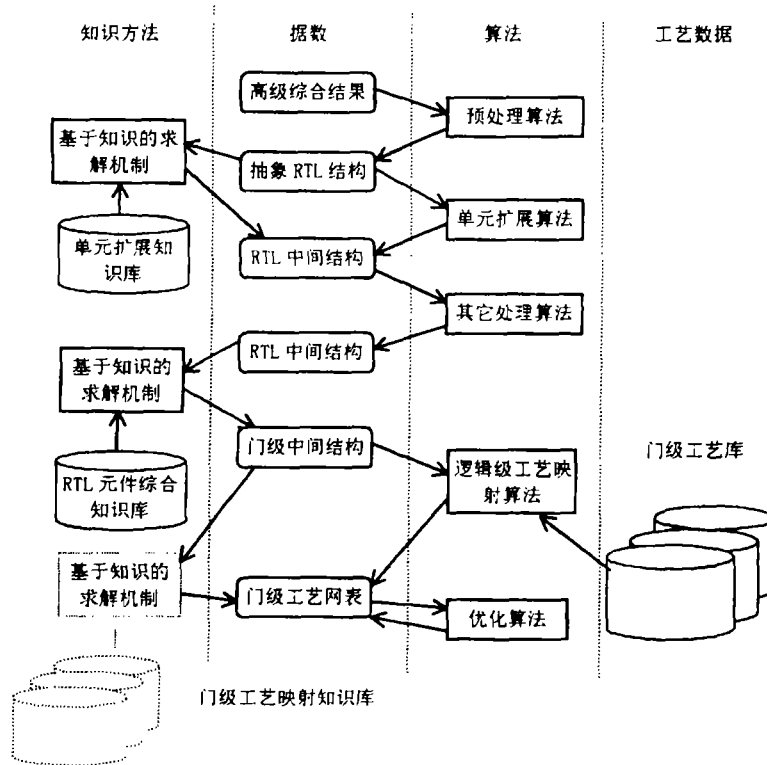 知识方法
据数
算法
工艺数据
高级综合结果
预处理算法
基于知识的求
解机制
抽象 RTL 结构
单元扩展算法
单元扩展知
识库
RTL 中间结构
其它处理算法
RTL 中间结构
基于知识的
求解机制
门级中间结构
门级工艺库
逻辑级工艺映
射算法
RTL 元件综合
知识库
基于知识的
求解机制
门级工艺网表
优化算法
门级工艺映射知识库